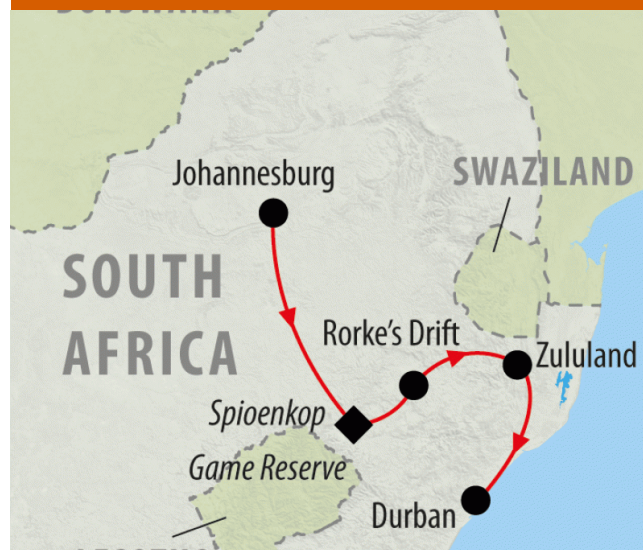 Johannesburg
SWAZILAND
SOUTH
AFRICA
Rorke's Drift
Zululand
Spioenkop
Game Reserve
Durban